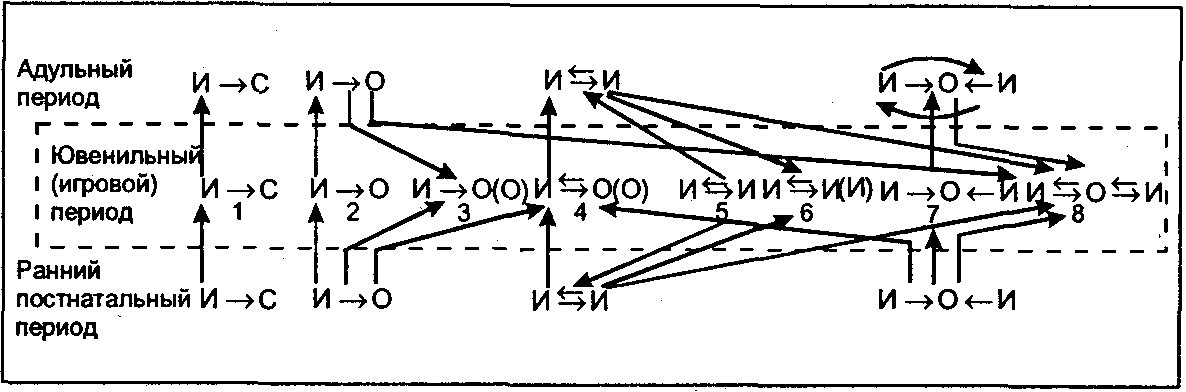 Адульный период И→С И→О И⇆И И→О←И
Ювенильный (игровой) период И→С И→О И→О(О) И⇆О(О) И⇆И И⇆И(И) И→О←И И⇆О⇆И
1 2 3 4 5 6 7 8
Ранний постнатальный период И→С И→О И⇆И И→О←И